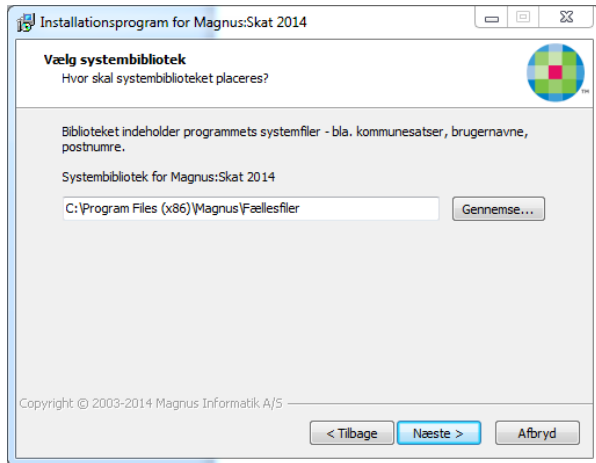 Installationsprogram for Magnus:Skat 2014
Vælg systembibliotek
Hvor skal systembiblioteket placeres?
TM
Biblioteket indeholder programmets systemfiler - bla. kommunesatser, brugernavne,
postnumre.
Systembibliotek for Magnus:Skat 2014
C:\Program Files (x86)\Magnus\Fællesfiler
Gennemse...
Copyright © 2003-2014 Magnus Informatik A/S
< Tilbage
Næste >
Afbryd